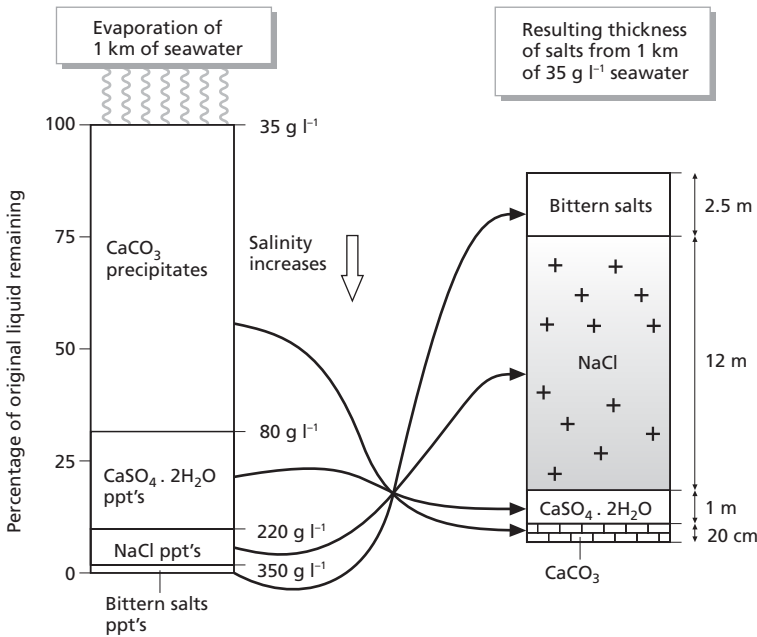 Evaporation of
1 km of seawater
Percentage of original liquid remaining
100
75
50
25
0
35 g l⁻¹
CaCO₃
precipitates
Salinity
increases
80 g l⁻¹
CaSO₄ . 2H₂O
ppt's
220 g l⁻¹
NaCl ppt's
350 g l⁻¹
Bittern salts
ppt's
Resulting thickness
of salts from 1 km
of 35 g l⁻¹ seawater
Bittern salts
2.5 m
NaCl
12 m
CaSO₄ . 2H₂O
1 m
20 cm
CaCO₃